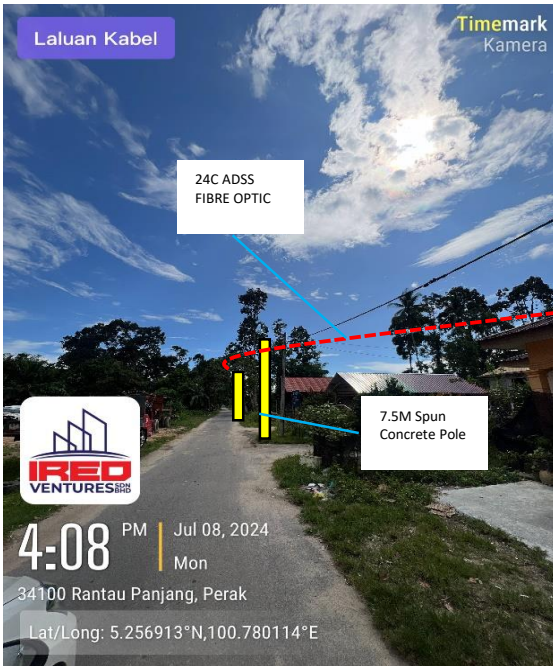 Laluan Kabel
Timemark
Kamera
24C ADSS
FIBRE OPTIC
7.5M Spun
Concrete Pole
IRED
VENTURES SDN BHD
4:08 PM
Jul 08, 2024
Mon
34100 Rantau Panjang, Perak
Lat/Long: 5.256913°N,100.780114°E